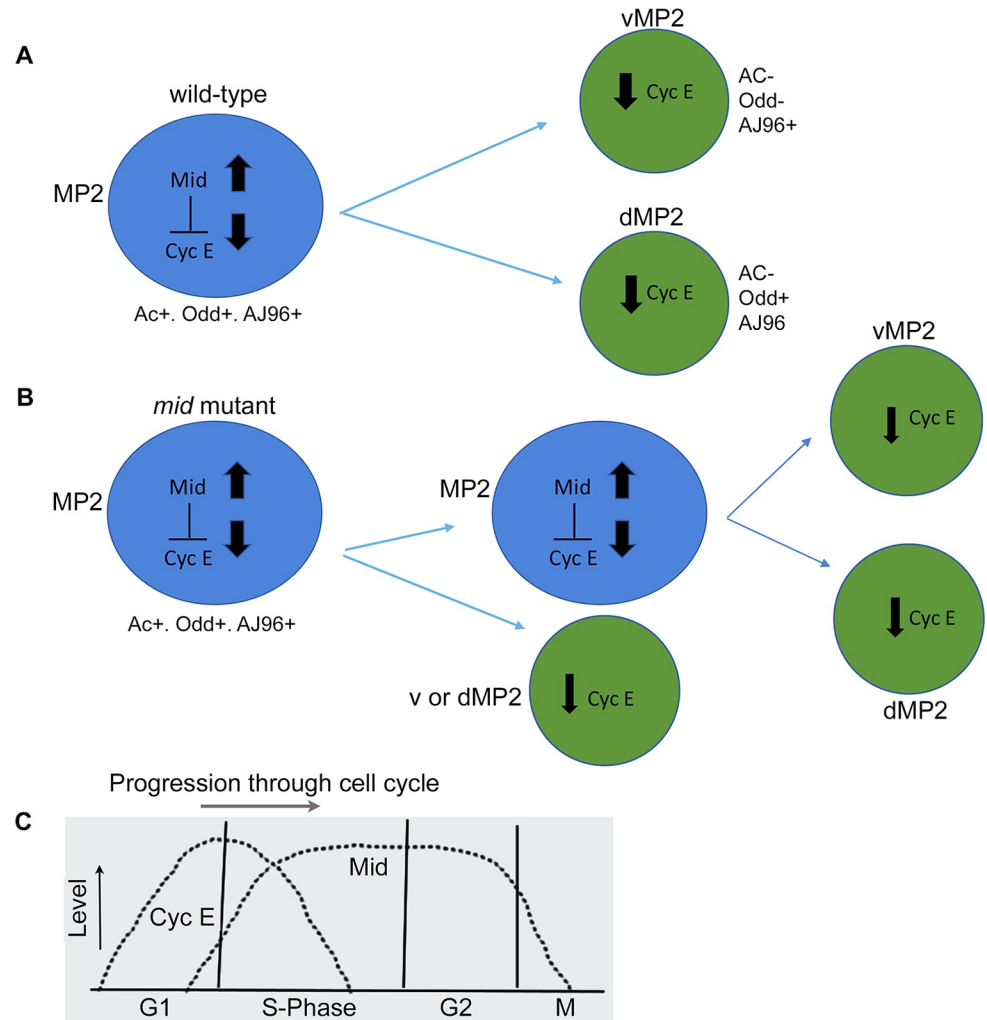 A
wild-type
MP2
Mid
Cyc E
Ac+. Odd+. AJ96+
vMP2
Cyc E
AC-
Odd-
AJ96+
dMP2
Cyc E
AC-
Odd+
AJ96
B
mid mutant
MP2
Mid
Cyc E
Ac+. Odd+. AJ96+
MP2
Mid
Cyc E
v or dMP2
Cyc E
vMP2
Cyc E
Cyc E
dMP2
Progression through cell cycle
C
Level
Cyc E
Mid
G1 S-Phase G2 M